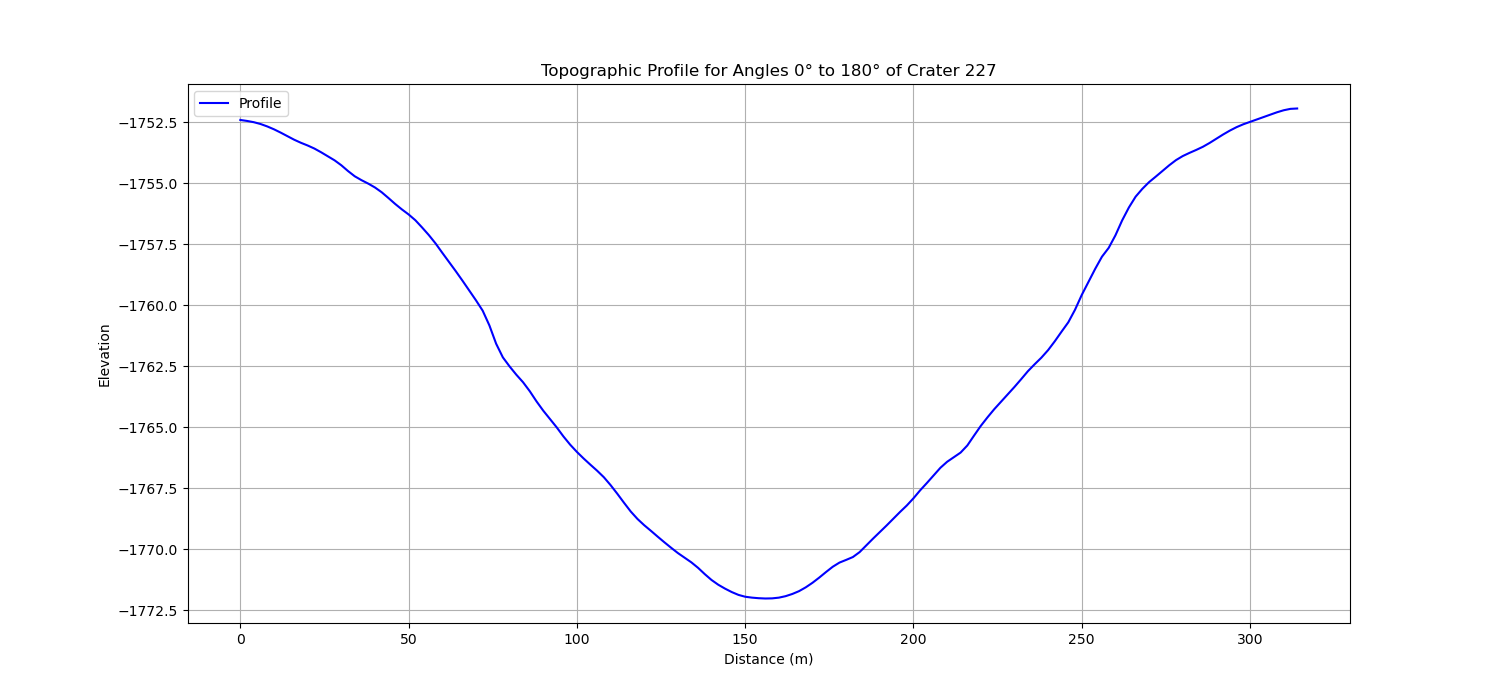 Topographic Profile for Angles 0° to 180° of Crater 227
Profile
−1752.5
−1755.0
−1757.5
−1760.0
−1762.5
−1765.0
−1767.5
−1770.0
−1772.5
Elevation
0 50 100 150 200 250 300
Distance (m)